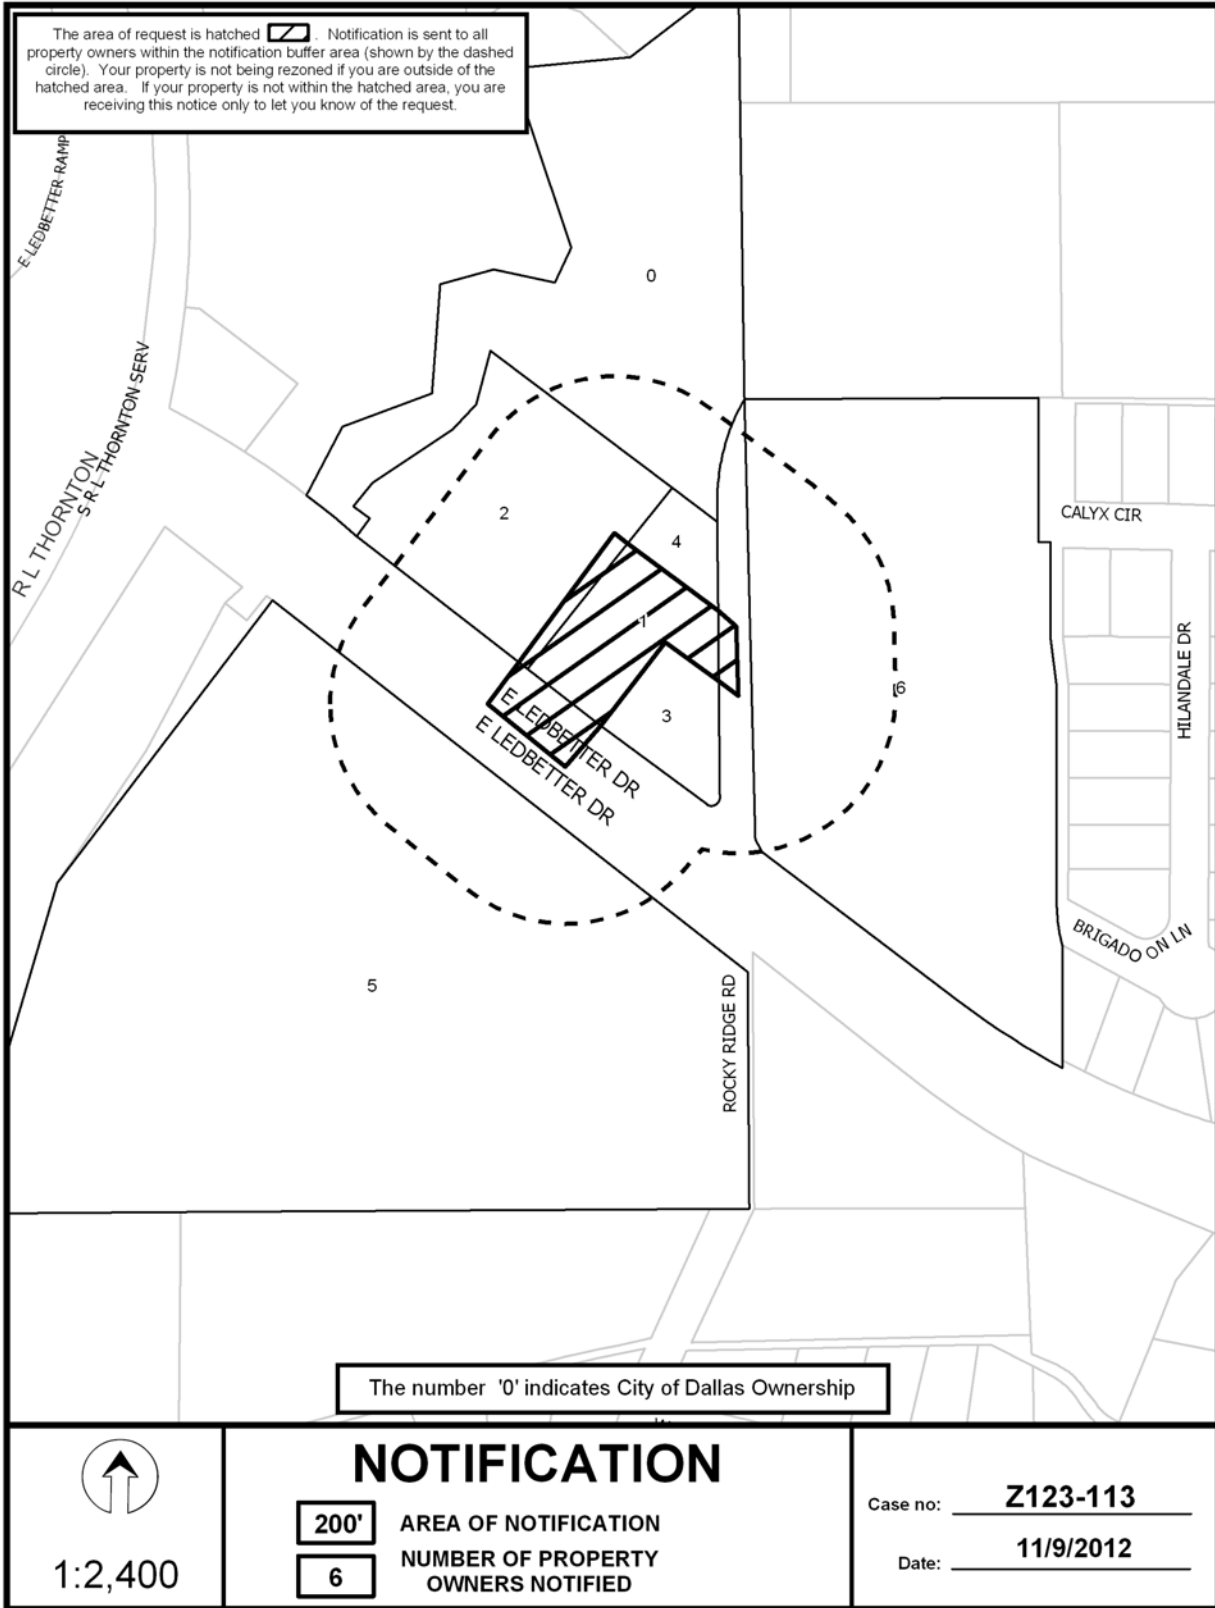 The area of request is hatched . Notification is sent to all
property owners within the notification buffer area (shown by the dashed
circle). Your property is not being rezoned if you are outside of the
hatched area. If your property is not within the hatched area, you are
receiving this notice only to let you know of the request.
E LEDBETTER RAMP
0
S R L THORNTON SERV
R L THORNTON
2
4
CALYX CIR
1
HILANDALE DR
6
3
E LEDBETTER DR
E LEDBETTER DR
BRIGADOON LN
5
ROCKY RIDGE RD
The number '0' indicates City of Dallas Ownership
1:2,400
NOTIFICATION
200' AREA OF NOTIFICATION
6 NUMBER OF PROPERTY
OWNERS NOTIFIED
Case no: Z123-113
Date: 11/9/2012